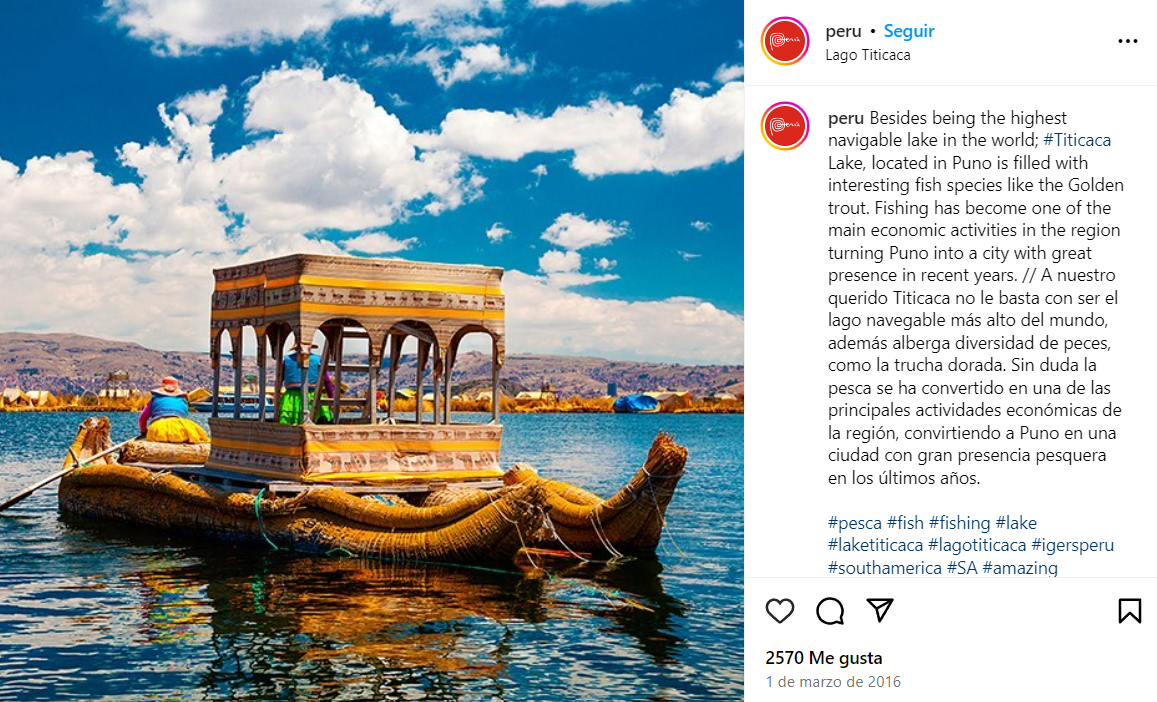 peru • Seguir
Lago Titicaca
peru Besides being the highest
navigable lake in the world; #Titicaca
Lake, located in Puno is filled with
interesting fish species like the Golden
trout. Fishing has become one of the
main economic activities in the region
turning Puno into a city with great
presence in recent years. // A nuestro
querido Titicaca no le basta con ser el
lago navegable más alto del mundo,
además alberga diversidad de peces,
como la trucha dorada. Sin duda la
pesca se ha convertido en una de las
principales actividades económicas de
la región, convirtiendo a Puno en una
ciudad con gran presencia pesquera
en los últimos años.
#pesca #fish #fishing #lake
#laketiticaca #lagotiticaca #igersperu
#southamerica #SA #amazing
2570 Me gusta
1 de marzo de 2016